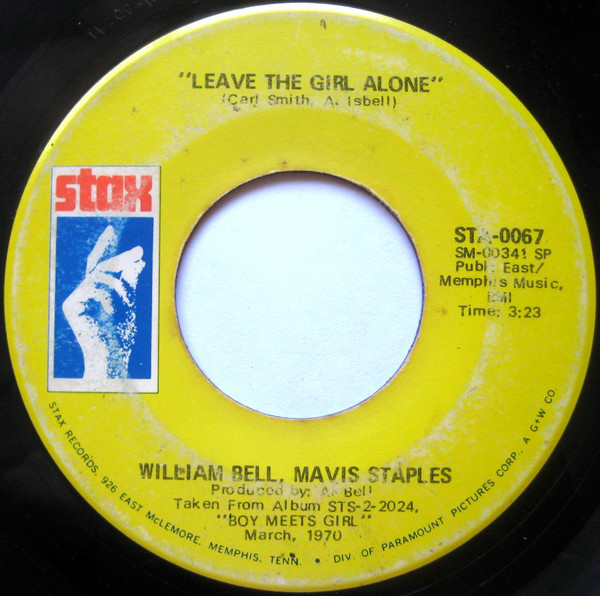 "LEAVE THE GIRL ALONE"
(Carl Smith, A. Isbell)
stax
STA-0067
SM-00341 SP
Publ: East/
Memphis Music,
BMI
Time: 3:23
WILLIAM BELL, MAVIS STAPLES
Produced by: Al Bell
Taken From Album STS-2-2024,
"BOY MEETS GIRL"
March, 1970
STAX RECORDS, 926 EAST McLEMORE, MEMPHIS, TENN. • DIV. OF PARAMOUNT PICTURES CORP., A G+W CO.